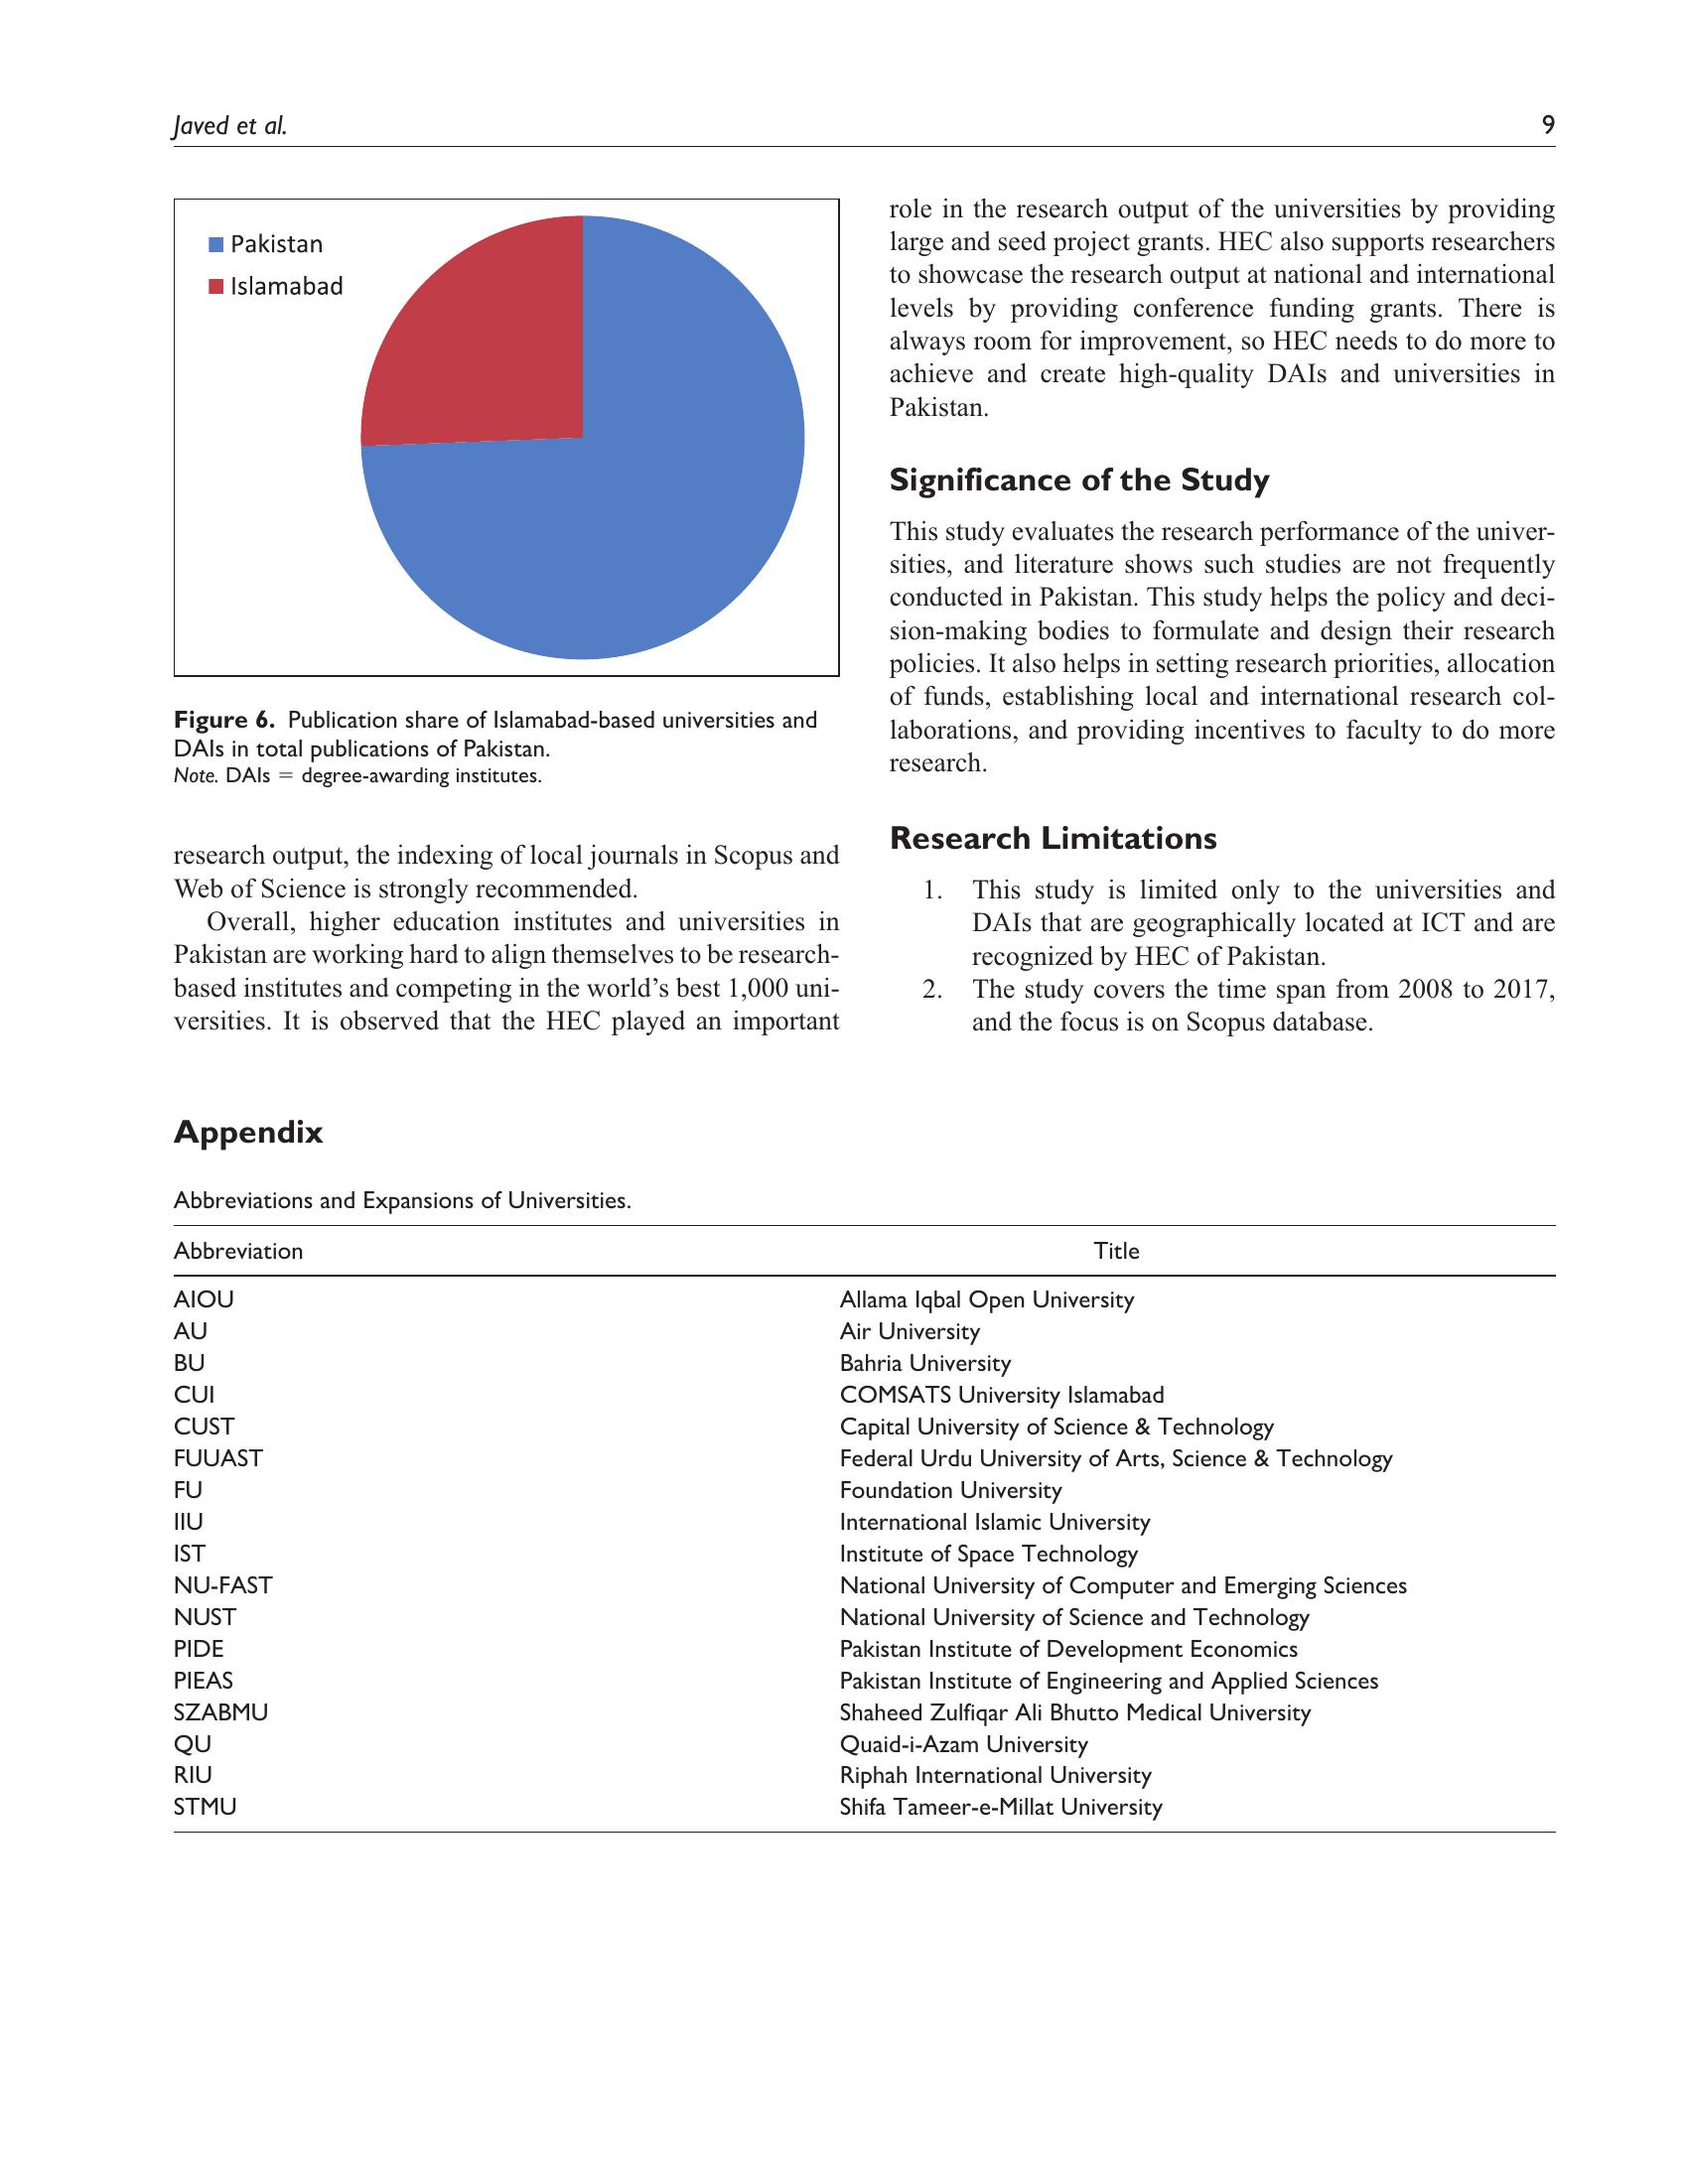 Javed et al.
9
Pakistan
Islamabad
Figure 6. Publication share of Islamabad-based universities and
DAIs in total publications of Pakistan.
Note. DAIs = degree-awarding institutes.
research output, the indexing of local journals in Scopus and
Web of Science is strongly recommended.
Overall, higher education institutes and universities in
Pakistan are working hard to align themselves to be research-
based institutes and competing in the world’s best 1,000 uni-
versities. It is observed that the HEC played an important
role in the research output of the universities by providing
large and seed project grants. HEC also supports researchers
to showcase the research output at national and international
levels by providing conference funding grants. There is
always room for improvement, so HEC needs to do more to
achieve and create high-quality DAIs and universities in
Pakistan.
Significance of the Study
This study evaluates the research performance of the univer-
sities, and literature shows such studies are not frequently
conducted in Pakistan. This study helps the policy and deci-
sion-making bodies to formulate and design their research
policies. It also helps in setting research priorities, allocation
of funds, establishing local and international research col-
laborations, and providing incentives to faculty to do more
research.
Research Limitations
1. This study is limited only to the universities and
DAIs that are geographically located at ICT and are
recognized by HEC of Pakistan.
2. The study covers the time span from 2008 to 2017,
and the focus is on Scopus database.
Appendix
Abbreviations and Expansions of Universities.
Abbreviation Title
AIOU Allama Iqbal Open University
AU Air University
BU Bahria University
CUI COMSATS University Islamabad
CUST Capital University of Science & Technology
FUUAST Federal Urdu University of Arts, Science & Technology
FU Foundation University
IIU International Islamic University
IST Institute of Space Technology
NU-FAST National University of Computer and Emerging Sciences
NUST National University of Science and Technology
PIDE Pakistan Institute of Development Economics
PIEAS Pakistan Institute of Engineering and Applied Sciences
SZABMU Shaheed Zulfiqar Ali Bhutto Medical University
QU Quaid-i-Azam University
RIU Riphah International University
STMU Shifa Tameer-e-Millat University